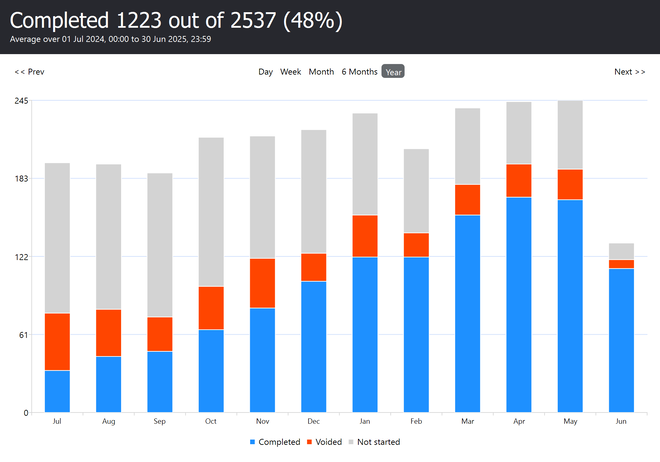 Completed 1223 out of 2537 (48%)
Average over 01 Jul 2024, 00:00 to 30 Jun 2025, 23:59
<< Prev Day Week Month 6 Months Year Next >>
245
183
122
61
0
Jul Aug Sep Oct Nov Dec Jan Feb Mar Apr May Jun
Completed Voided Not started